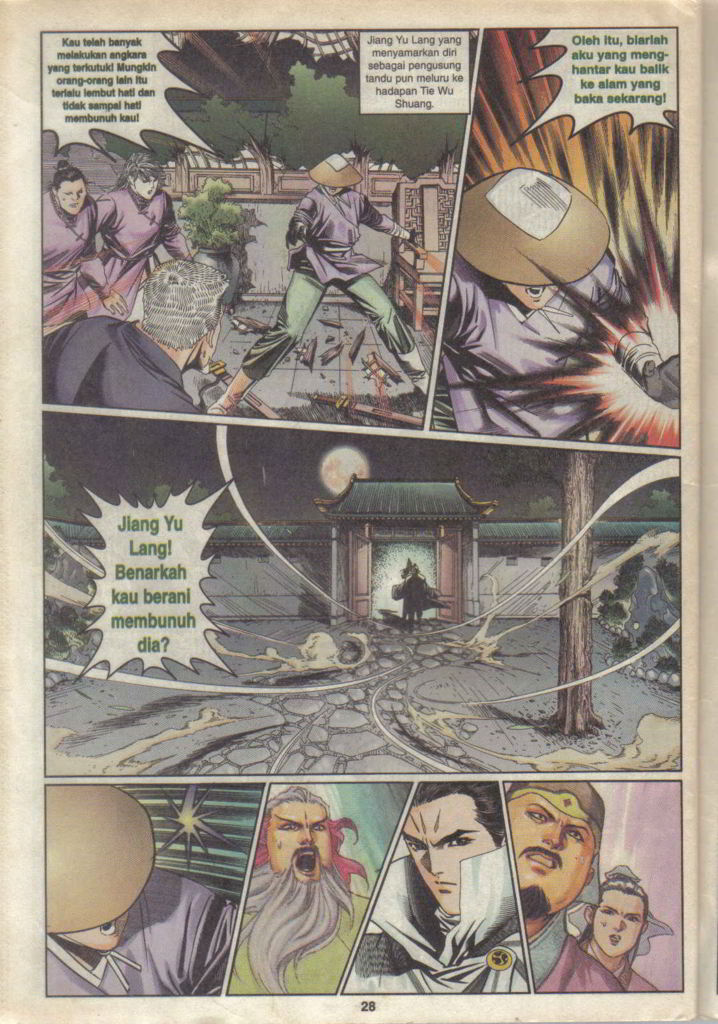 Kau telah banyak
melakukan angkara
yang terkutuk! Mungkin
orang-orang lain itu
terlalu lembut hati dan
tidak sampai hati
membunuh kau!
Jiang Yu Lang yang
menyamarkan diri
sebagai pengusung
tandu pun meluru ke
hadapan Tie Wu
Shuang.
Oleh itu, biarlah
aku yang meng-
hantar kau balik
ke alam yang
baka sekarang!
Jiang Yu
Lang!
Benarkah
kau berani
membunuh
dia?
28